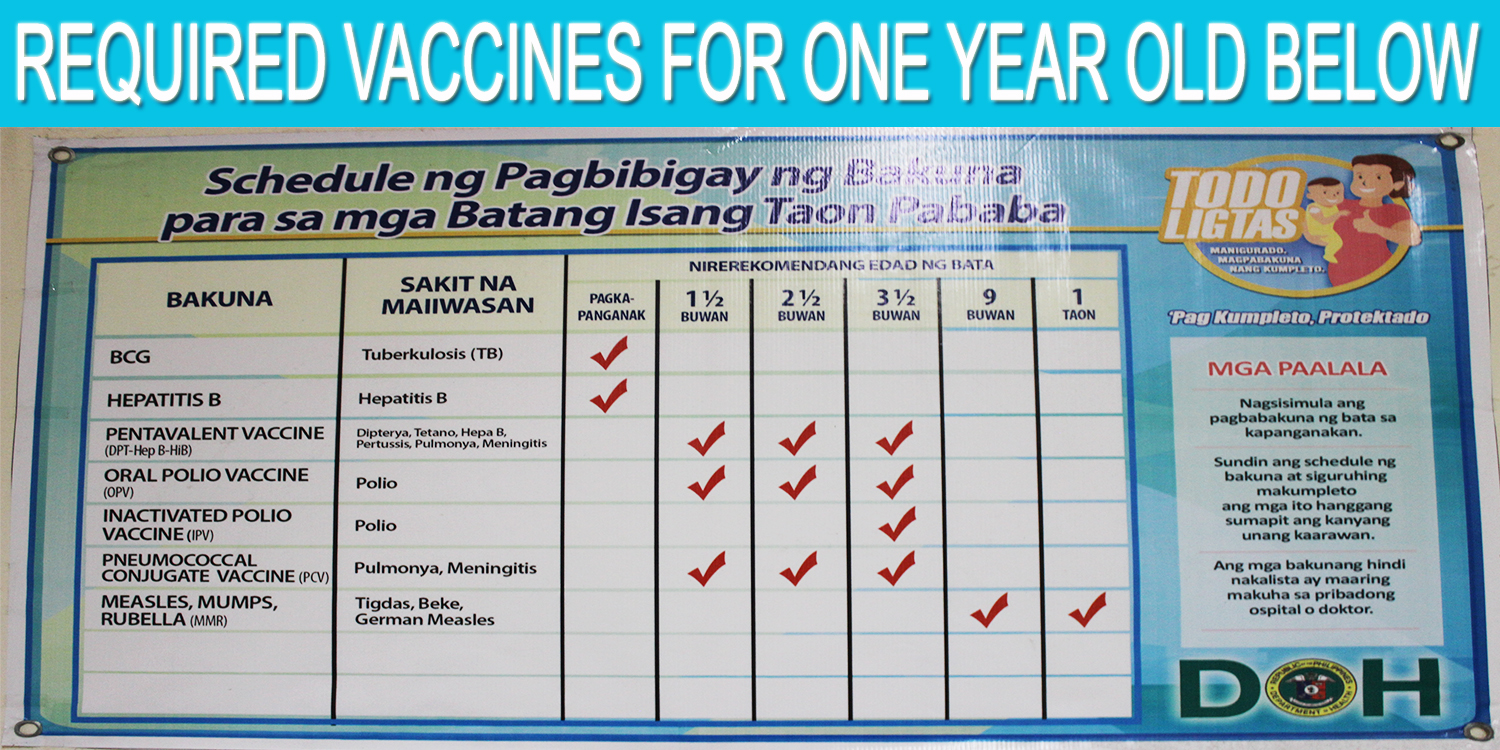 REQUIRED VACCINES FOR ONE YEAR OLD BELOW
Schedule ng Pagbibigay ng Bakuna
para sa mga Batang Isang Taon Pababa
TODO
LIGTAS
MANIGURADO.
MAGPABAKUNA
NANG KUMPLETO.
'Pag Kumpleto, Protektado
BAKUNA
SAKIT NA
MAIIWASAN
NIREREKOMENDANG EDAD NG BATA
PAGKA-
PANGANAK
1 ½
BUWAN
2 ½
BUWAN
3 ½
BUWAN
9
BUWAN
1
TAON
BCG
Tuberkulosis (TB)
HEPATITIS B
Hepatitis B
PENTAVALENT VACCINE
(DPT-Hep B-HiB)
Dipterya, Tetano, Hepa B,
Pertussis, Pulmonya, Meningitis
ORAL POLIO VACCINE
(OPV)
Polio
INACTIVATED POLIO
VACCINE (IPV)
Polio
PNEUMOCOCCAL
CONJUGATE VACCINE (PCV)
Pulmonya, Meningitis
MEASLES, MUMPS,
RUBELLA (MMR)
Tigdas, Beke,
German Measles
MGA PAALALA
Nagsisimula ang
pagbabakuna ng bata sa
kapanganakan.
Sundin ang schedule ng
bakuna at siguruhing
makumpleto
ang mga ito hanggang
sumapit ang kanyang
unang kaarawan.
Ang mga bakunang hindi
nakalista ay maaring
makuha sa pribadong
ospital o doktor.
DOH
REPUBLIC OF THE PHILIPPINES
DEPARTMENT OF HEALTH